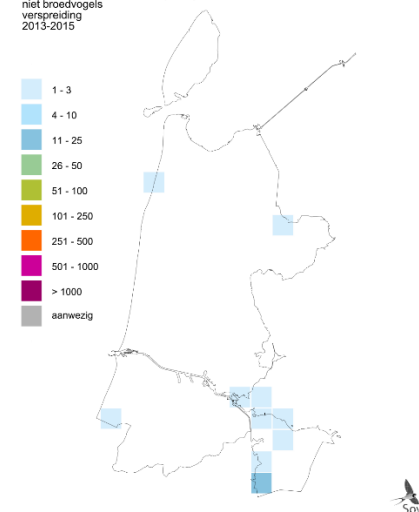 niet broedvogels
verspreiding
2013-2015
1 - 3
4 - 10
11 - 25
26 - 50
51 - 100
101 - 250
251 - 500
501 - 1000
> 1000
aanwezig